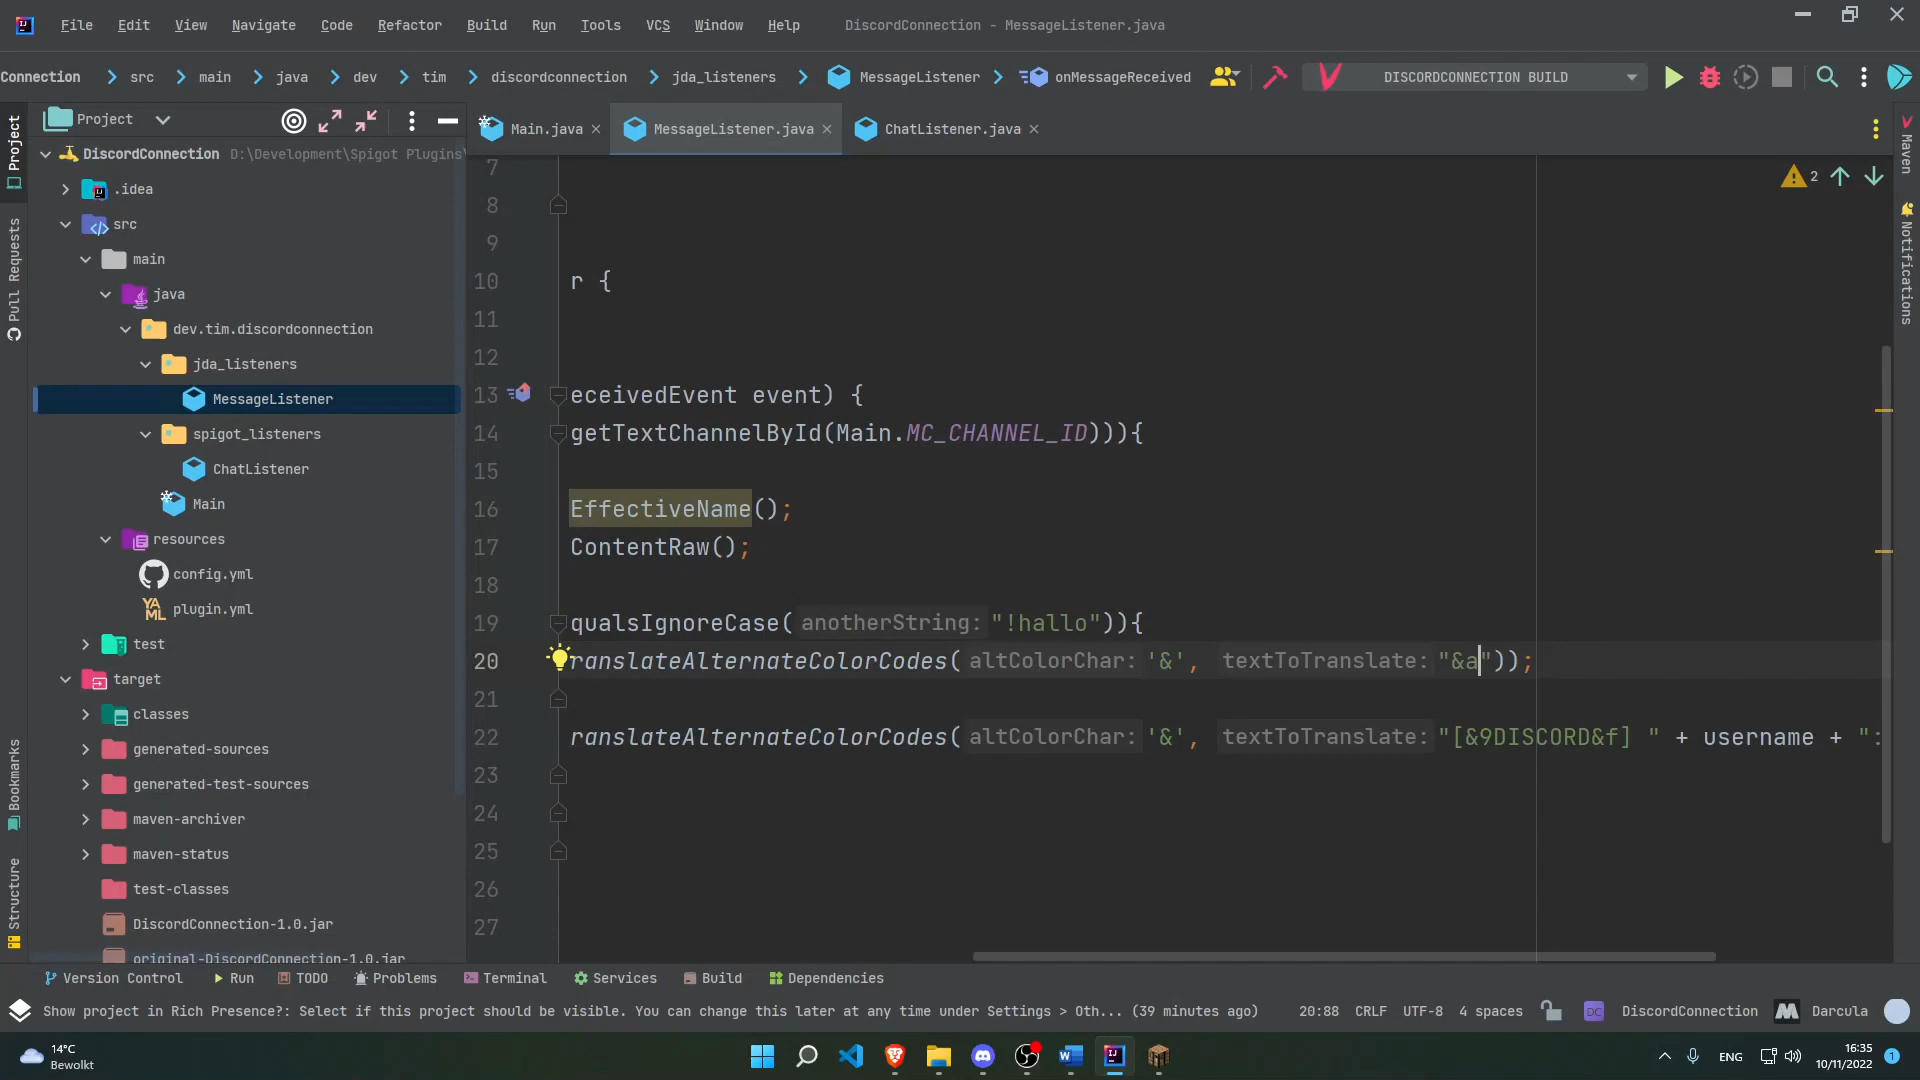 File Edit View Navigate Code Refactor Build Run Tools VCS Window Help DiscordConnection - MessageListener.java
Connection src main java dev tim discordconnection jda_listeners MessageListener onMessageReceived DISCORDCONNECTION BUILD
Project
Main.java MessageListener.java ChatListener.java
DiscordConnection D:\Development\Spigot Plugins\
.idea
src
main
java
dev.tim.discordconnection
jda_listeners
MessageListener
spigot_listeners
ChatListener
Main
resources
config.yml
plugin.yml
test
target
classes
generated-sources
generated-test-sources
maven-archiver
maven-status
test-classes
DiscordConnection-1.0.jar
original-DiscordConnection-1.0.jar
Project
Pull Requests
Bookmarks
Structure
7
8
9
10 r {
11
12
13 eceivedEvent event) {
14 getTextChannelById(Main.MC_CHANNEL_ID))){
15
16 EffectiveName();
17 ContentRaw();
18
19 qualsIgnoreCase( anotherString: "!hallo")){
20 ranslateAlternateColorCodes( altColorChar: '&', textToTranslate: "&a"));
21
22 ranslateAlternateColorCodes( altColorChar: '&', textToTranslate: "[&9DISCORD&f] " + username + ":
23
24
25
26
27
2
Maven
Notifications
Version Control Run TODO Problems Terminal Services Build Dependencies
Show project in Rich Presence?: Select if this project should be visible. You can change this later at any time under Settings > Oth... (39 minutes ago) 20:88 CRLF UTF-8 4 spaces DC DiscordConnection Darcula
14°C
Bewolkt
ENG
16:35
10/11/2022
1